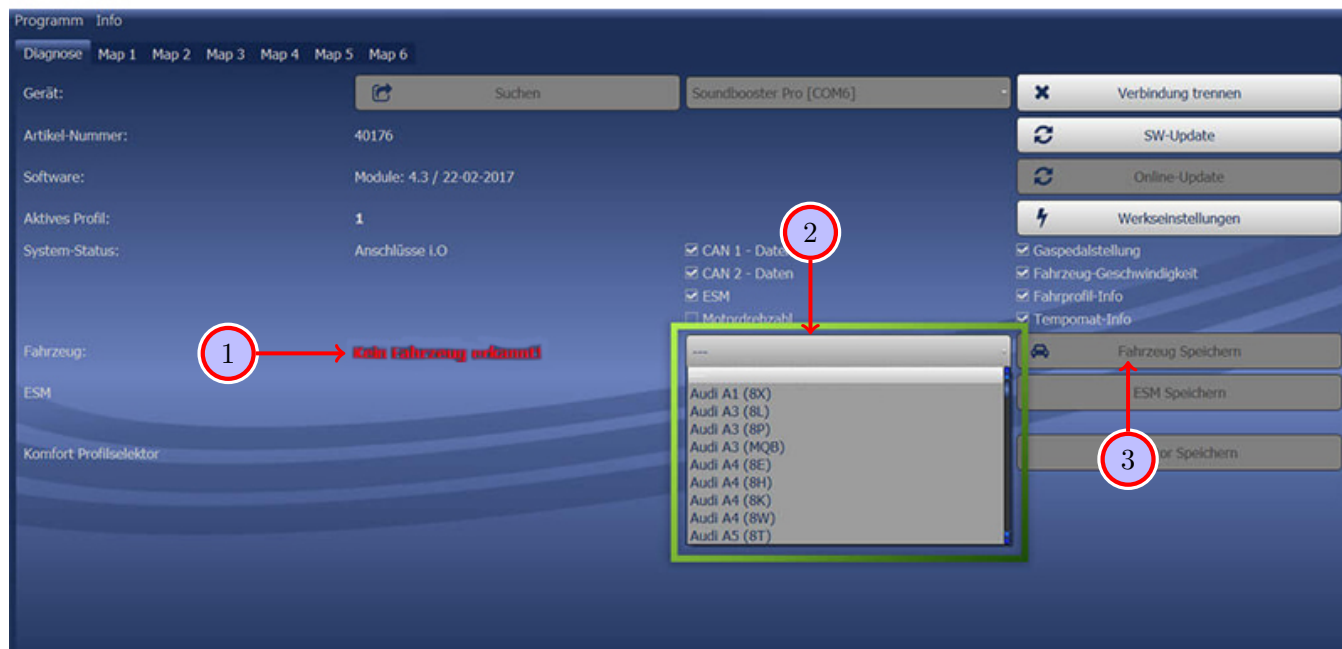 Programm Info
Diagnose Map 1 Map 2 Map 3 Map 4 Map 5 Map 6
Gerät: Suchen Soundbooster Pro [COM6] Verbindung trennen
Artikel-Nummer: 40176 SW-Update
Software: Module: 4.3 / 22-02-2017 Online-Update
Aktives Profil: 1 Werkseinstellungen
2
System-Status: Anschlüsse i.O CAN 1 - Daten Gaspedalstellung
CAN 2 - Daten Fahrzeug-Geschwindigkeit
ESM Fahrprofil-Info
Motordrehzahl Tempomat-Info
Fahrzeug: 1 Kein Fahrzeug erkannt! --- Fahrzeug Speichern
Audi A1 (8X)
ESM ESM Speichern
Audi A3 (8L)
Audi A3 (8P)
Audi A3 (MQB)
Komfort Profilselektor 3 or Speichern
Audi A4 (8E)
Audi A4 (8H)
Audi A4 (8K)
Audi A4 (8W)
Audi A5 (8T)